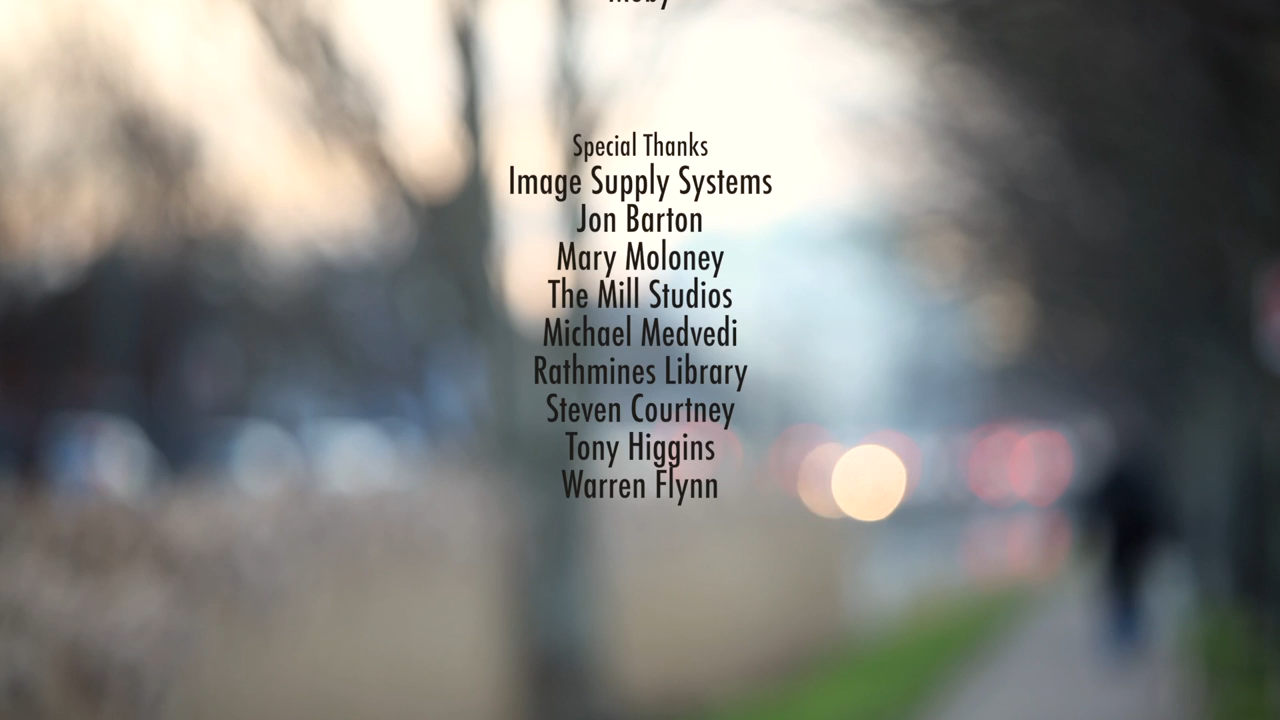 Special Thanks
Image Supply Systems
Jon Barton
Mary Moloney
The Mill Studios
Michael Medvedi
Rathmines Library
Steven Courtney
Tony Higgins
Warren Flynn